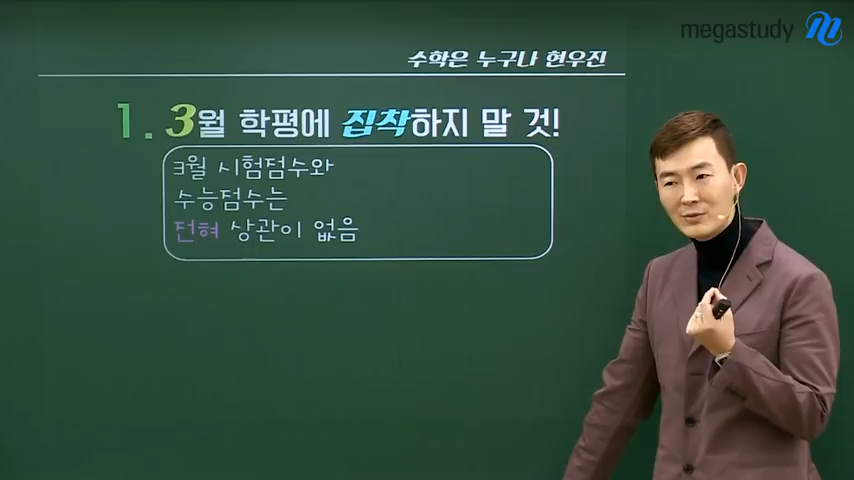 megastudy
수학은 누구나 현우진
1. 3월 학평에 집착하지 말 것!
3월 시험점수와
수능점수는
전혀 상관이 없음